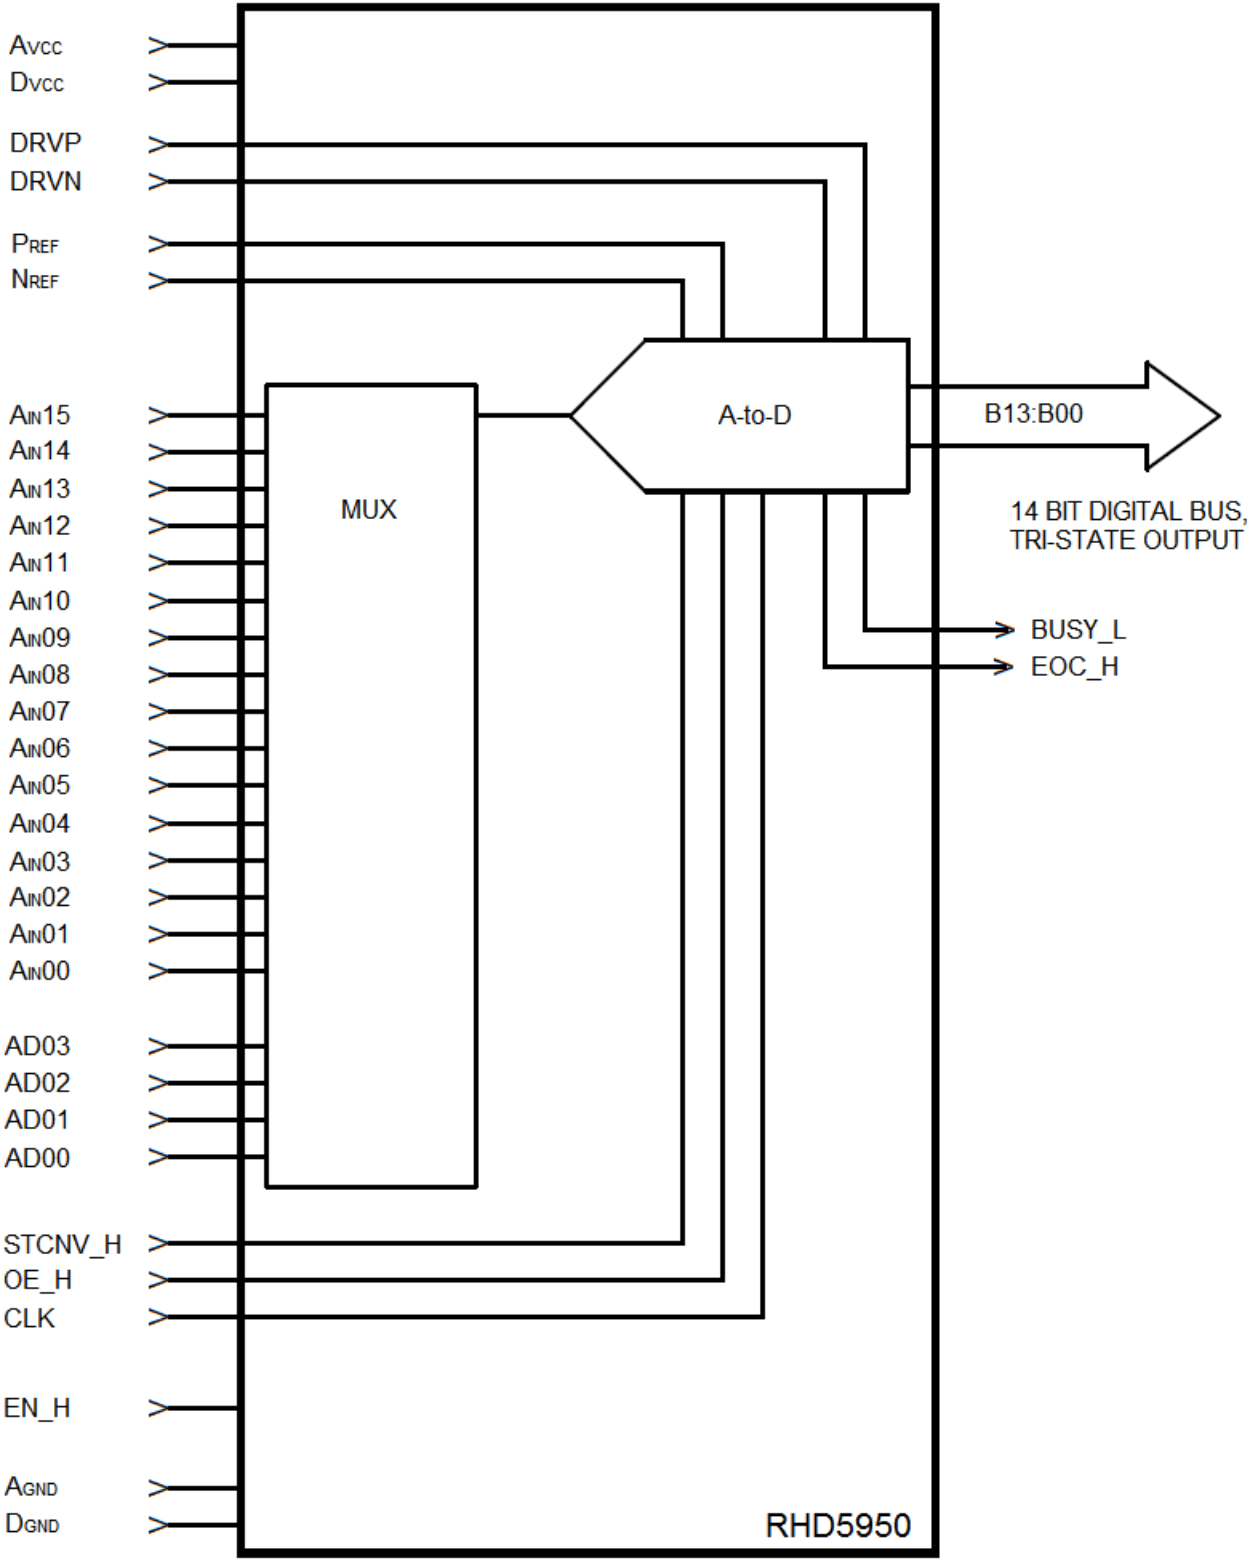 AVCC
DVCC
DRVP
DRVN
PREF
NREF
AIN15
AIN14
AIN13
AIN12
AIN11
AIN10
AIN09
AIN08
AIN07
AIN06
AIN05
AIN04
AIN03
AIN02
AIN01
AIN00
AD03
AD02
AD01
AD00
STCNV_H
OE_H
CLK
EN_H
AGND
DGND
MUX
A-to-D
B13:B00
14 BIT DIGITAL BUS,
TRI-STATE OUTPUT
BUSY_L
EOC_H
RHD5950